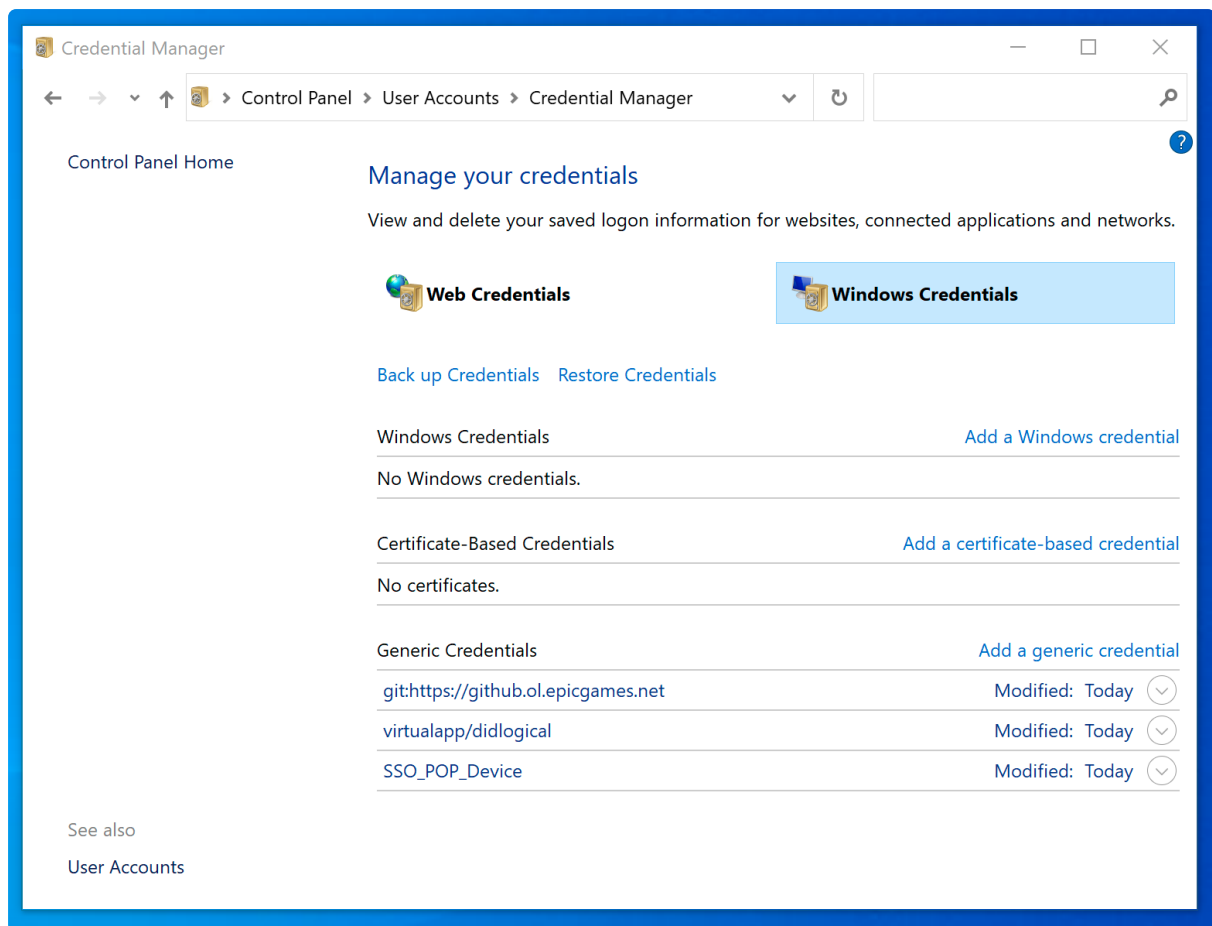 Credential Manager
Control Panel > User Accounts > Credential Manager
?
Control Panel Home
Manage your credentials
View and delete your saved logon information for websites, connected applications and networks.
Web Credentials
Windows Credentials
Back up Credentials Restore Credentials
Windows Credentials Add a Windows credential
No Windows credentials.
Certificate-Based Credentials Add a certificate-based credential
No certificates.
Generic Credentials Add a generic credential
git:https://github.ol.epicgames.net Modified: Today
virtualapp/didlogical Modified: Today
SSO_POP_Device Modified: Today
See also
User Accounts